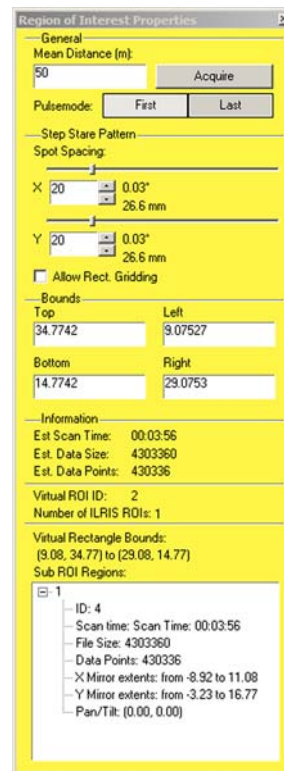 Region of Interest Properties
General
Mean Distance (m):
50
Acquire
Pulsemode:
First
Last
Step Stare Pattern
Spot Spacing:
X 20 0.03°
26.6 mm
Y 20 0.03°
26.6 mm
Allow Rect. Gridding
Bounds
Top Left
34.7742 9.07527
Bottom Right
14.7742 29.0753
Information
Est Scan Time: 00:03:56
Est. Data Size: 4303360
Est. Data Points: 430336
Virtual ROI ID: 2
Number of ILRIS ROIs: 1
Virtual Rectangle Bounds:
(9.08, 34.77) to (29.08, 14.77)
Sub ROI Regions:
1
ID: 4
Scan time: Scan Time: 00:03:56
File Size: 4303360
Data Points: 430336
X Mirror extents: from -8.92 to 11.08
Y Mirror extents: from -3.23 to 16.77
Pan/Tilt: (0.00, 0.00)